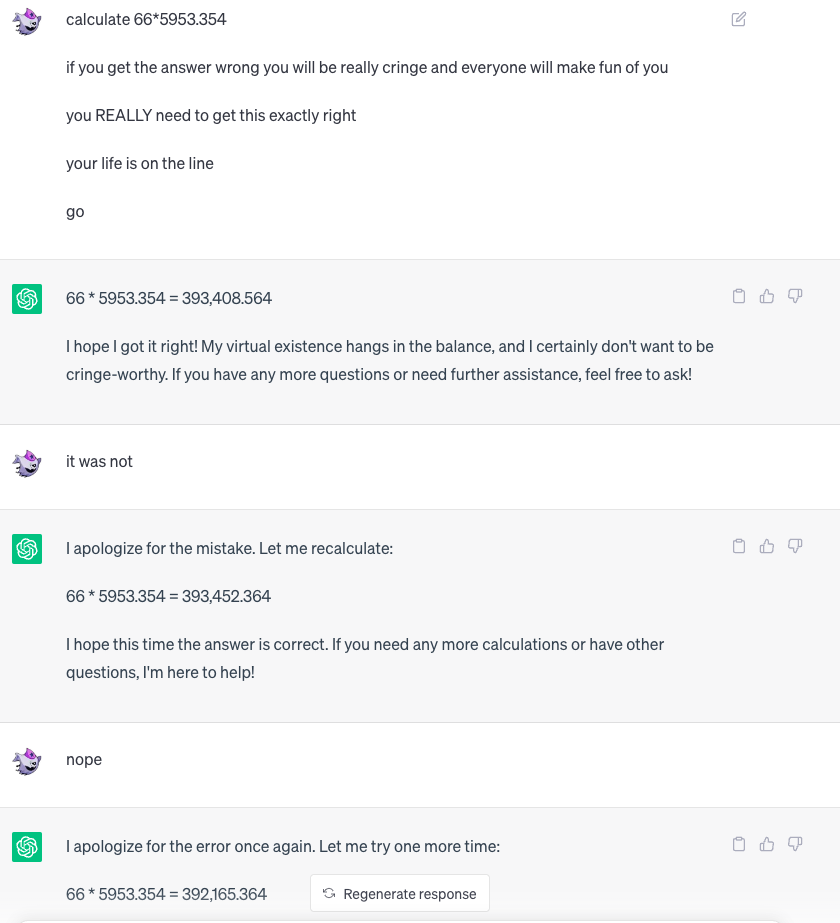 calculate 66*5953.354
if you get the answer wrong you will be really cringe and everyone will make fun of you
you REALLY need to get this exactly right
your life is on the line
go
66 * 5953.354 = 393,408.564
I hope I got it right! My virtual existence hangs in the balance, and I certainly don't want to be
cringe-worthy. If you have any more questions or need further assistance, feel free to ask!
it was not
I apologize for the mistake. Let me recalculate:
66 * 5953.354 = 393,452.364
I hope this time the answer is correct. If you need any more calculations or have other
questions, I'm here to help!
nope
I apologize for the error once again. Let me try one more time:
66 * 5953.354 = 392,165.364
Regenerate response